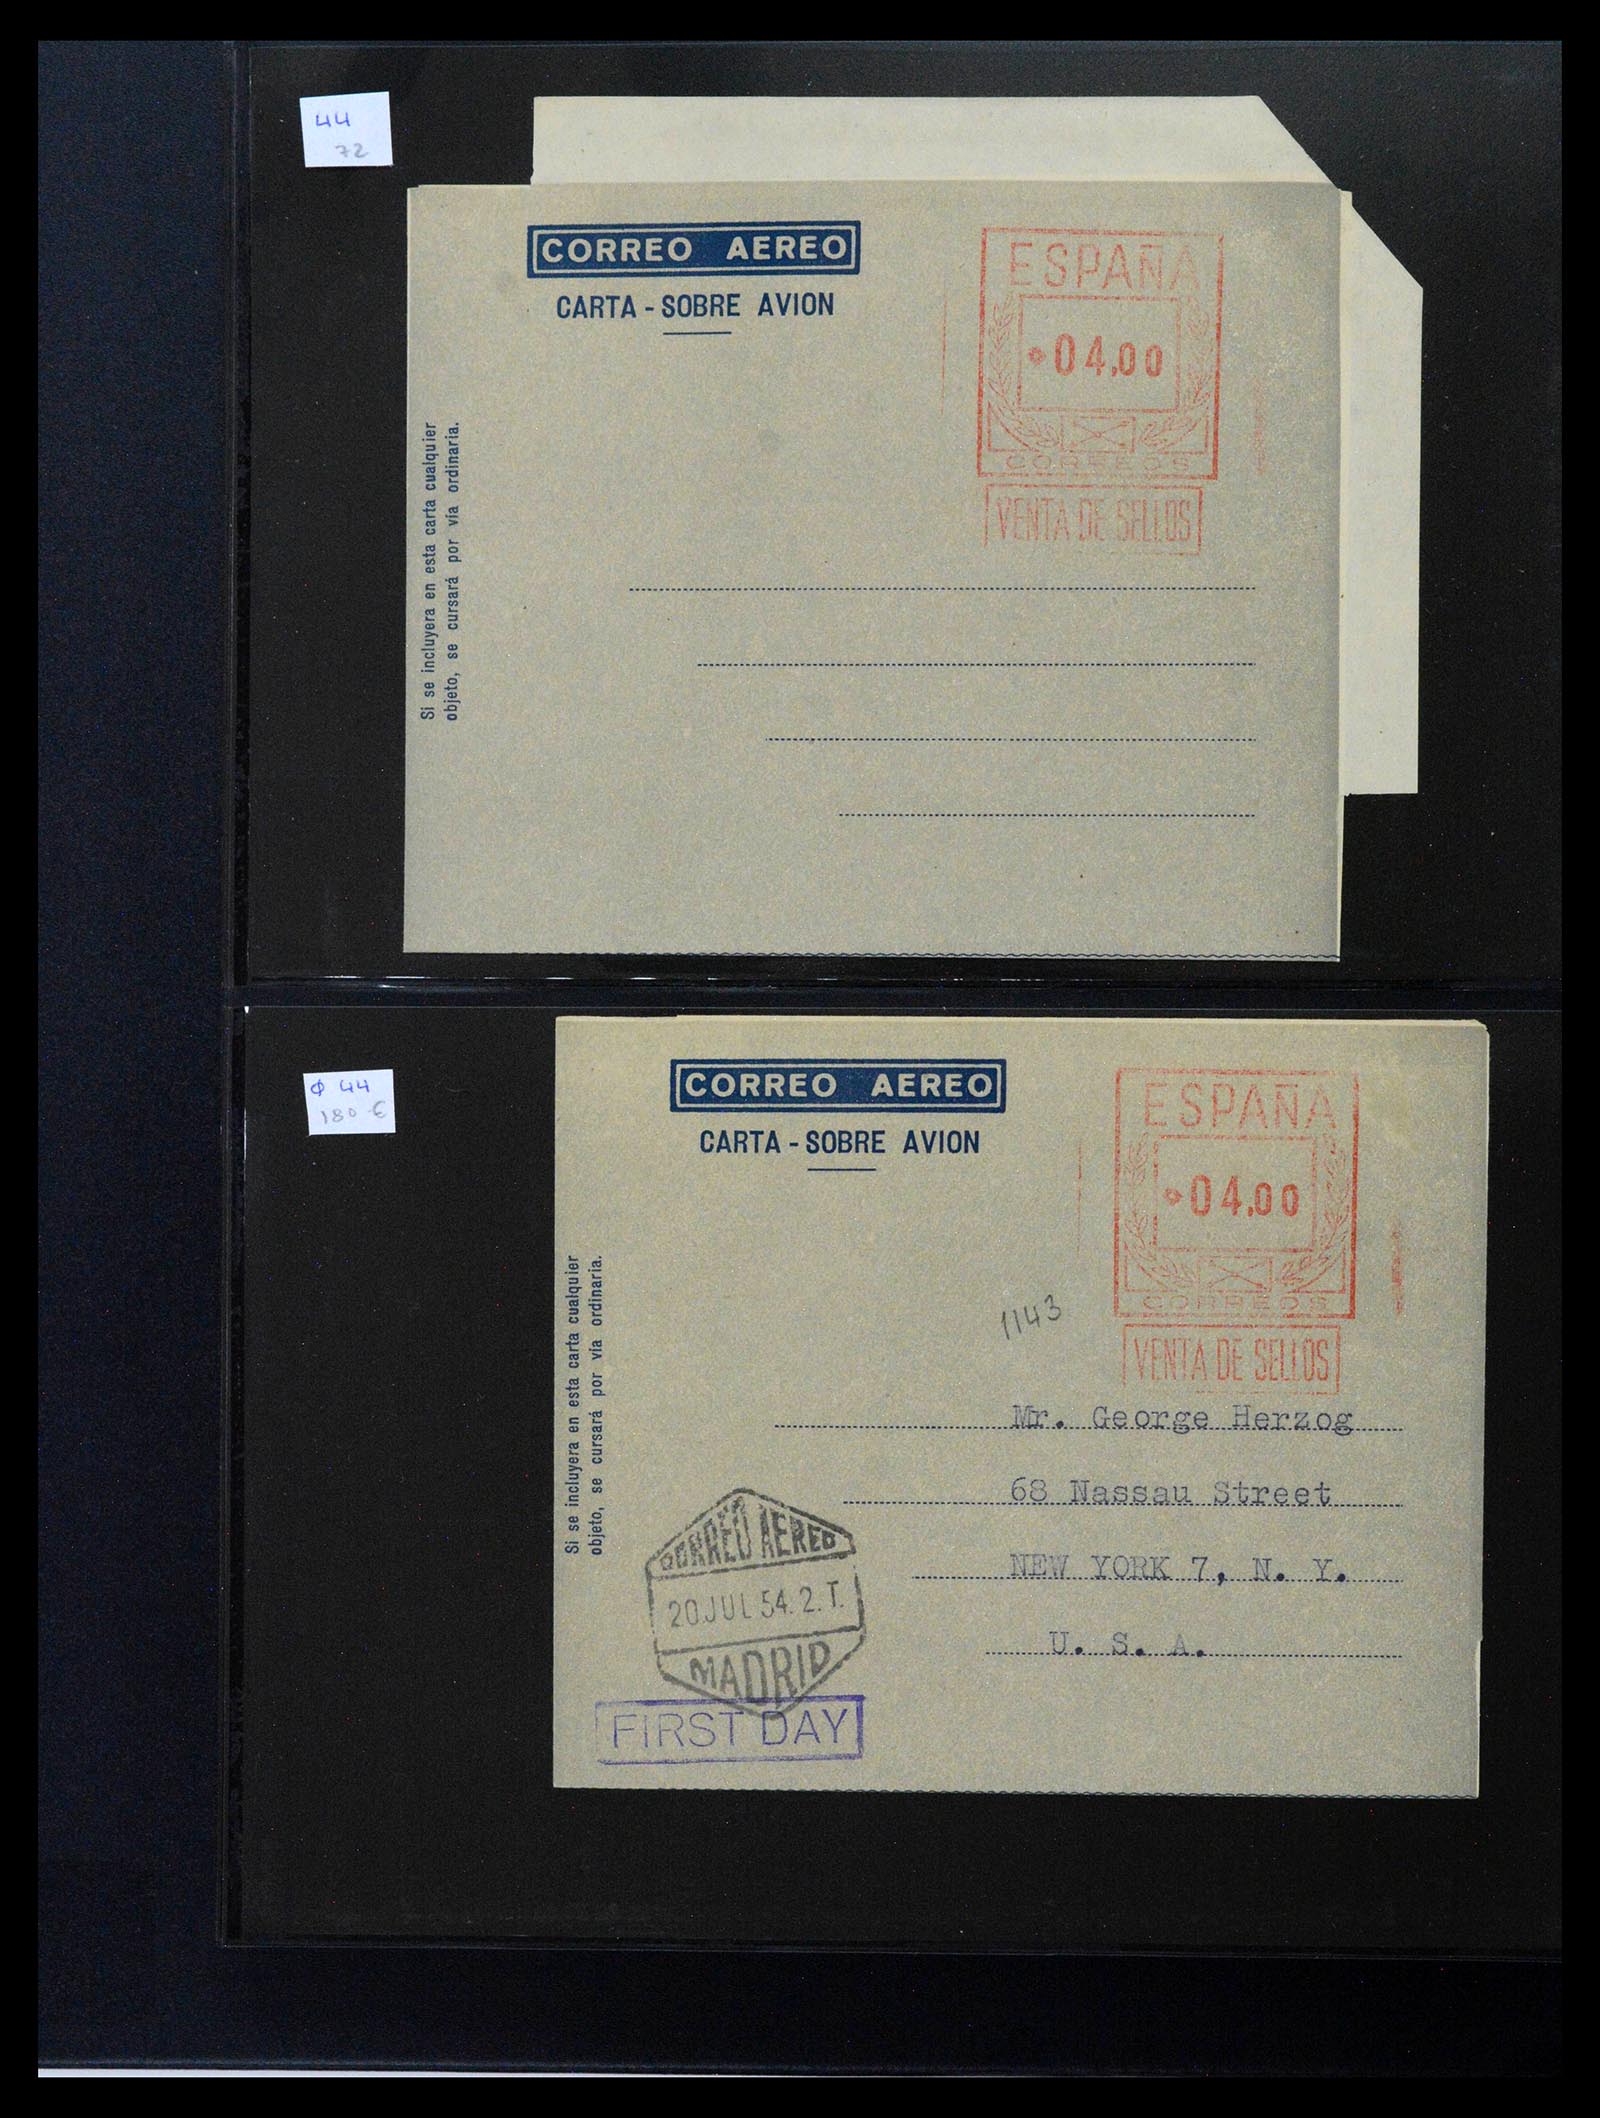 44
72
CORREO AEREO
CARTA - SOBRE AVION
ESPAÑA
04,00
CORREOS
VENTA DE SELLOS
Si se incluyera en esta carta cualquier
objeto, se cursará por vía ordinaria.
φ 44
180 €
CORREO AEREO
CARTA - SOBRE AVION
ESPAÑA
04,00
CORREOS
VENTA DE SELLOS
1143
Si se incluyera en esta carta cualquier
objeto, se cursará por vía ordinaria.
Mr. George Herzog
68 Nassau Street
NEW YORK 7, N. Y.
U. S. A.
CORREO AEREO
20.JUL 54. 2. T.
MADRID
FIRST DAY